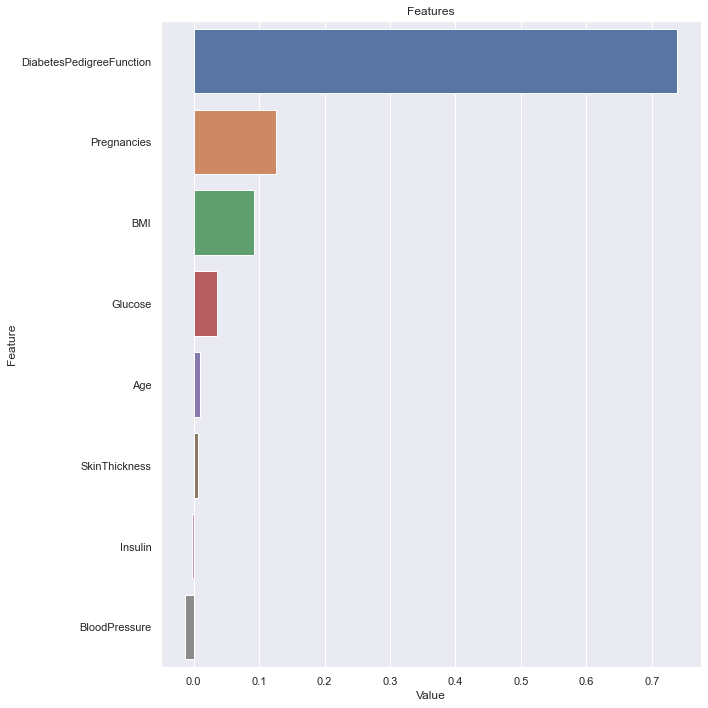 Features
DiabetesPedigreeFunction
Pregnancies
BMI
Glucose
Age
SkinThickness
Insulin
BloodPressure
Feature
0.0 0.1 0.2 0.3 0.4 0.5 0.6 0.7
Value